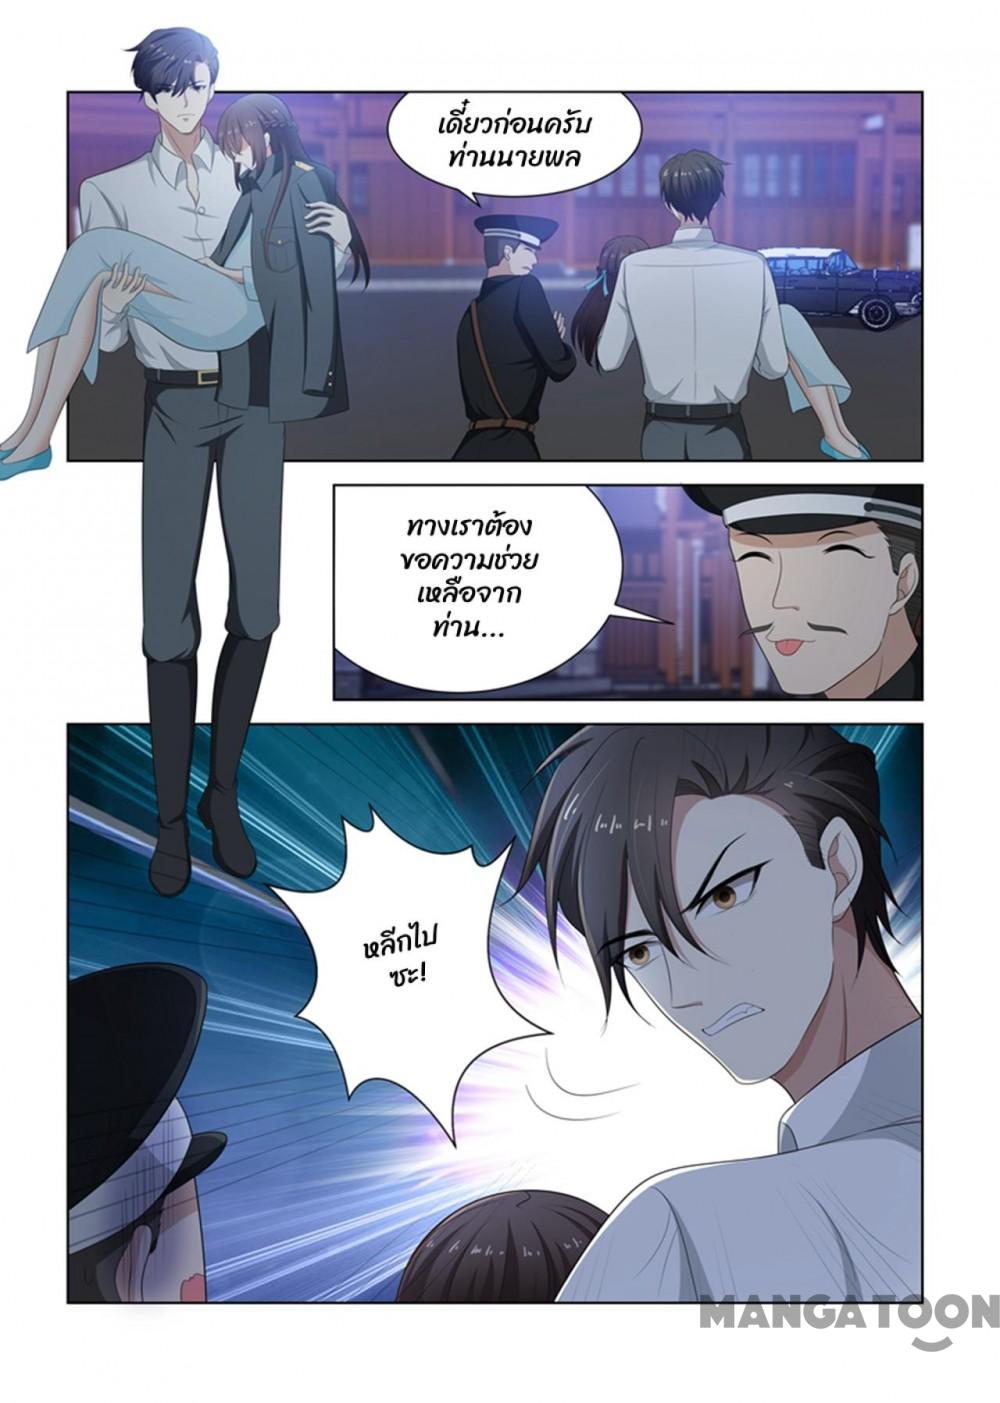 เดี๋ยวก่อนครับ
ท่านนายพล
ทางเราต้อง
ขอความช่วย
เหลือจาก
ท่าน...
หลีกไป
ซะ!
MANGATOON